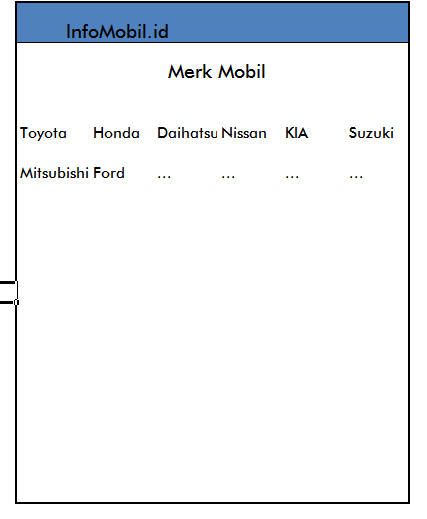 InfoMobil.id
Merk Mobil
Toyota Honda Daihatsu Nissan KIA Suzuki
Mitsubishi Ford ... ... ... ...